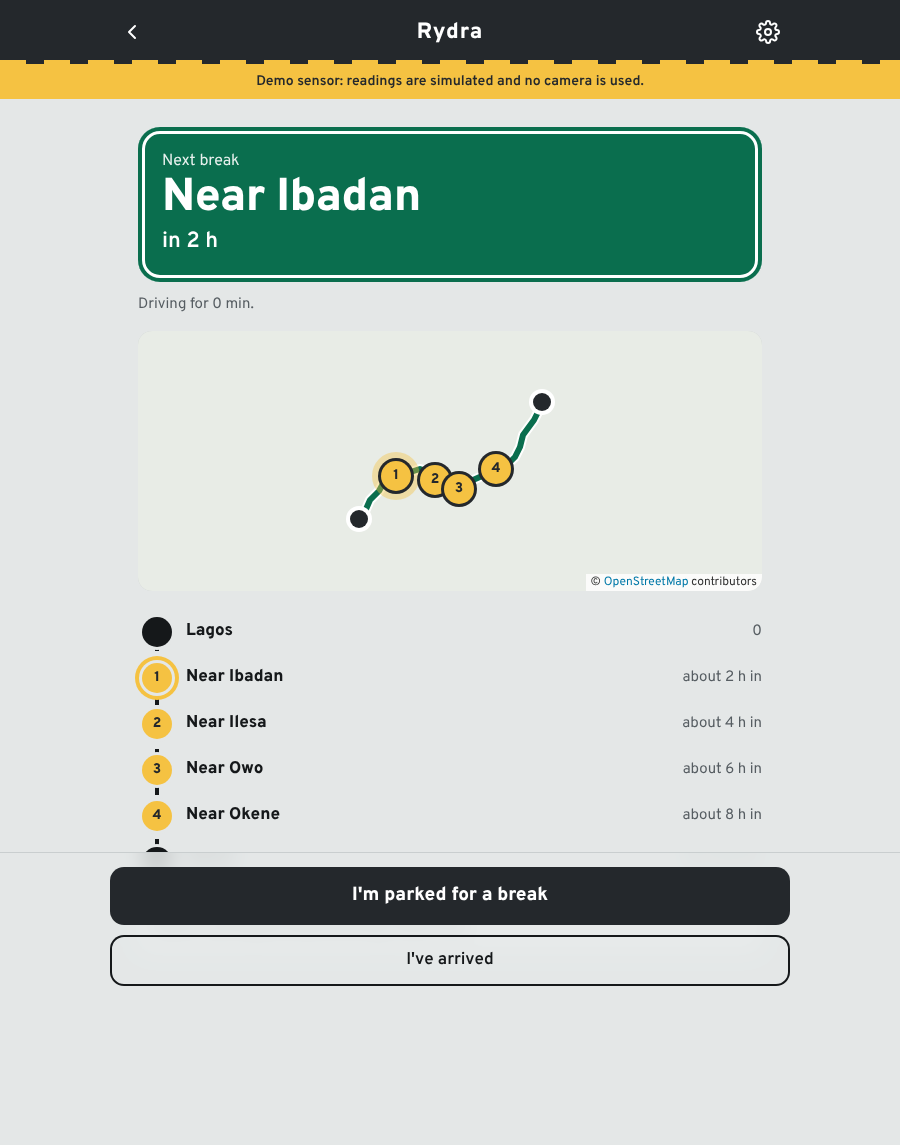 Rydra
Demo sensor: readings are simulated and no camera is used.
Next break
Near Ibadan
in 2 h
Driving for 0 min.
1
2
3
4
© OpenStreetMap contributors
Lagos 0
1 Near Ibadan about 2 h in
2 Near Ilesa about 4 h in
3 Near Owo about 6 h in
4 Near Okene about 8 h in
I'm parked for a break
I've arrived